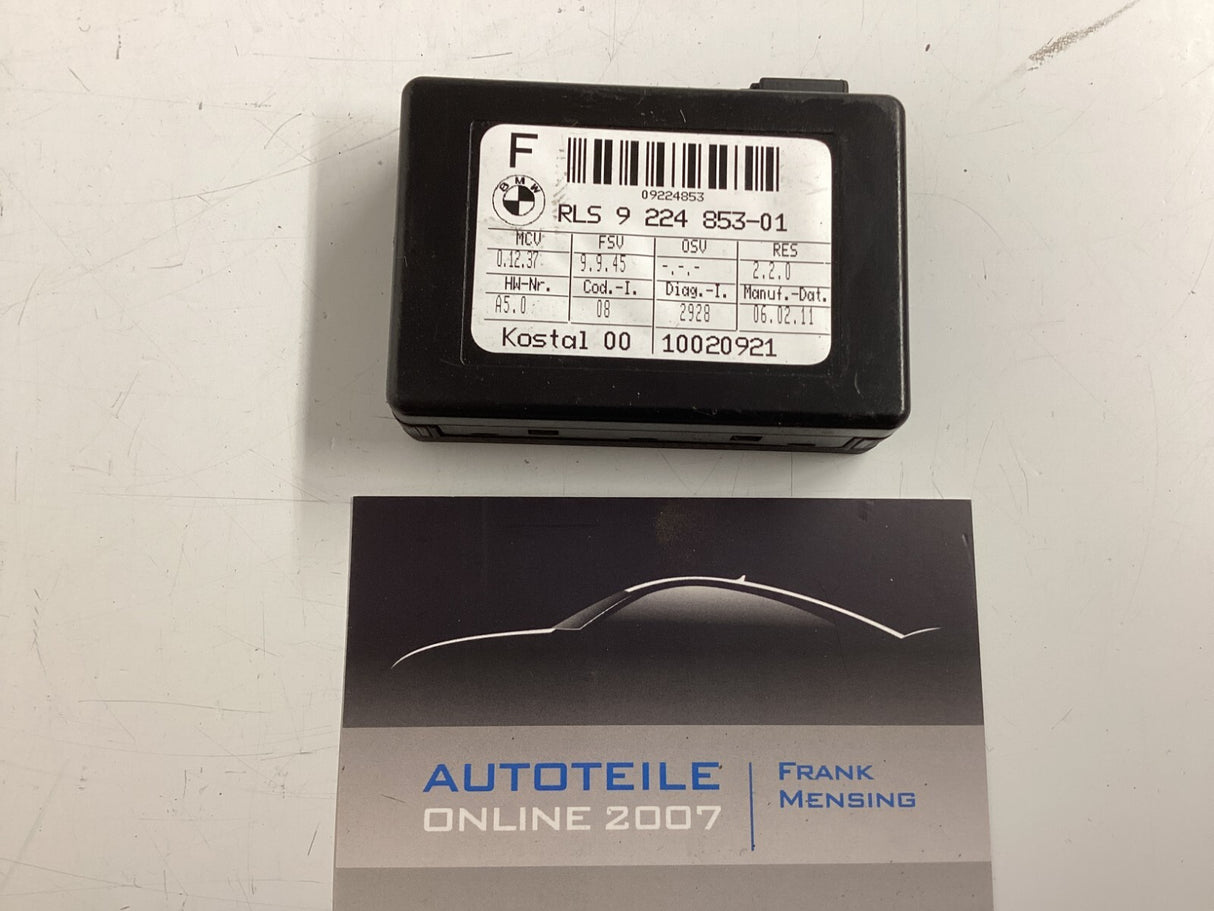 F
09224853
BMW
RLS 9 224 853-01
MCV FSV OSV RES
0.12.37 9.9.45 -.-.- 2.2.0
HW-Nr. Cod.-I. Diag.-I. Manuf.-Dat.
A5.0 08 2928 06.02.11
Kostal 00 10020921
AUTOTEILE
ONLINE 2007
FRANK
MENSING